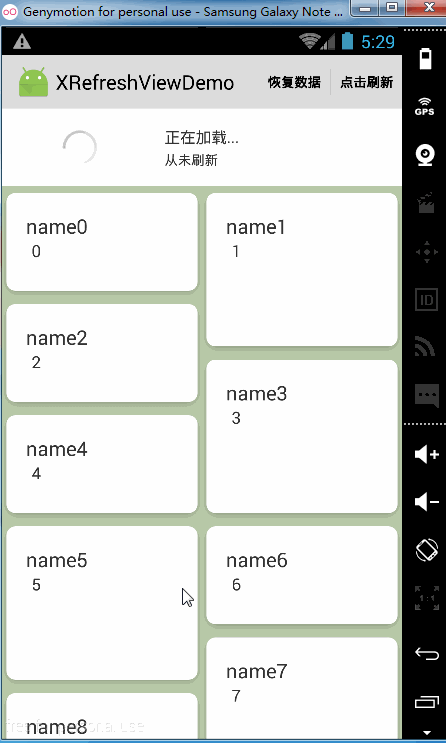 Genymotion for personal use - Samsung Galaxy Note ...
5:29
XRefreshViewDemo
恢复数据
点击刷新
正在加载...
从未刷新
GPS
ID
1:1
name0
0
name1
1
name2
2
name3
3
name4
4
name5
5
name6
6
name7
7
name8